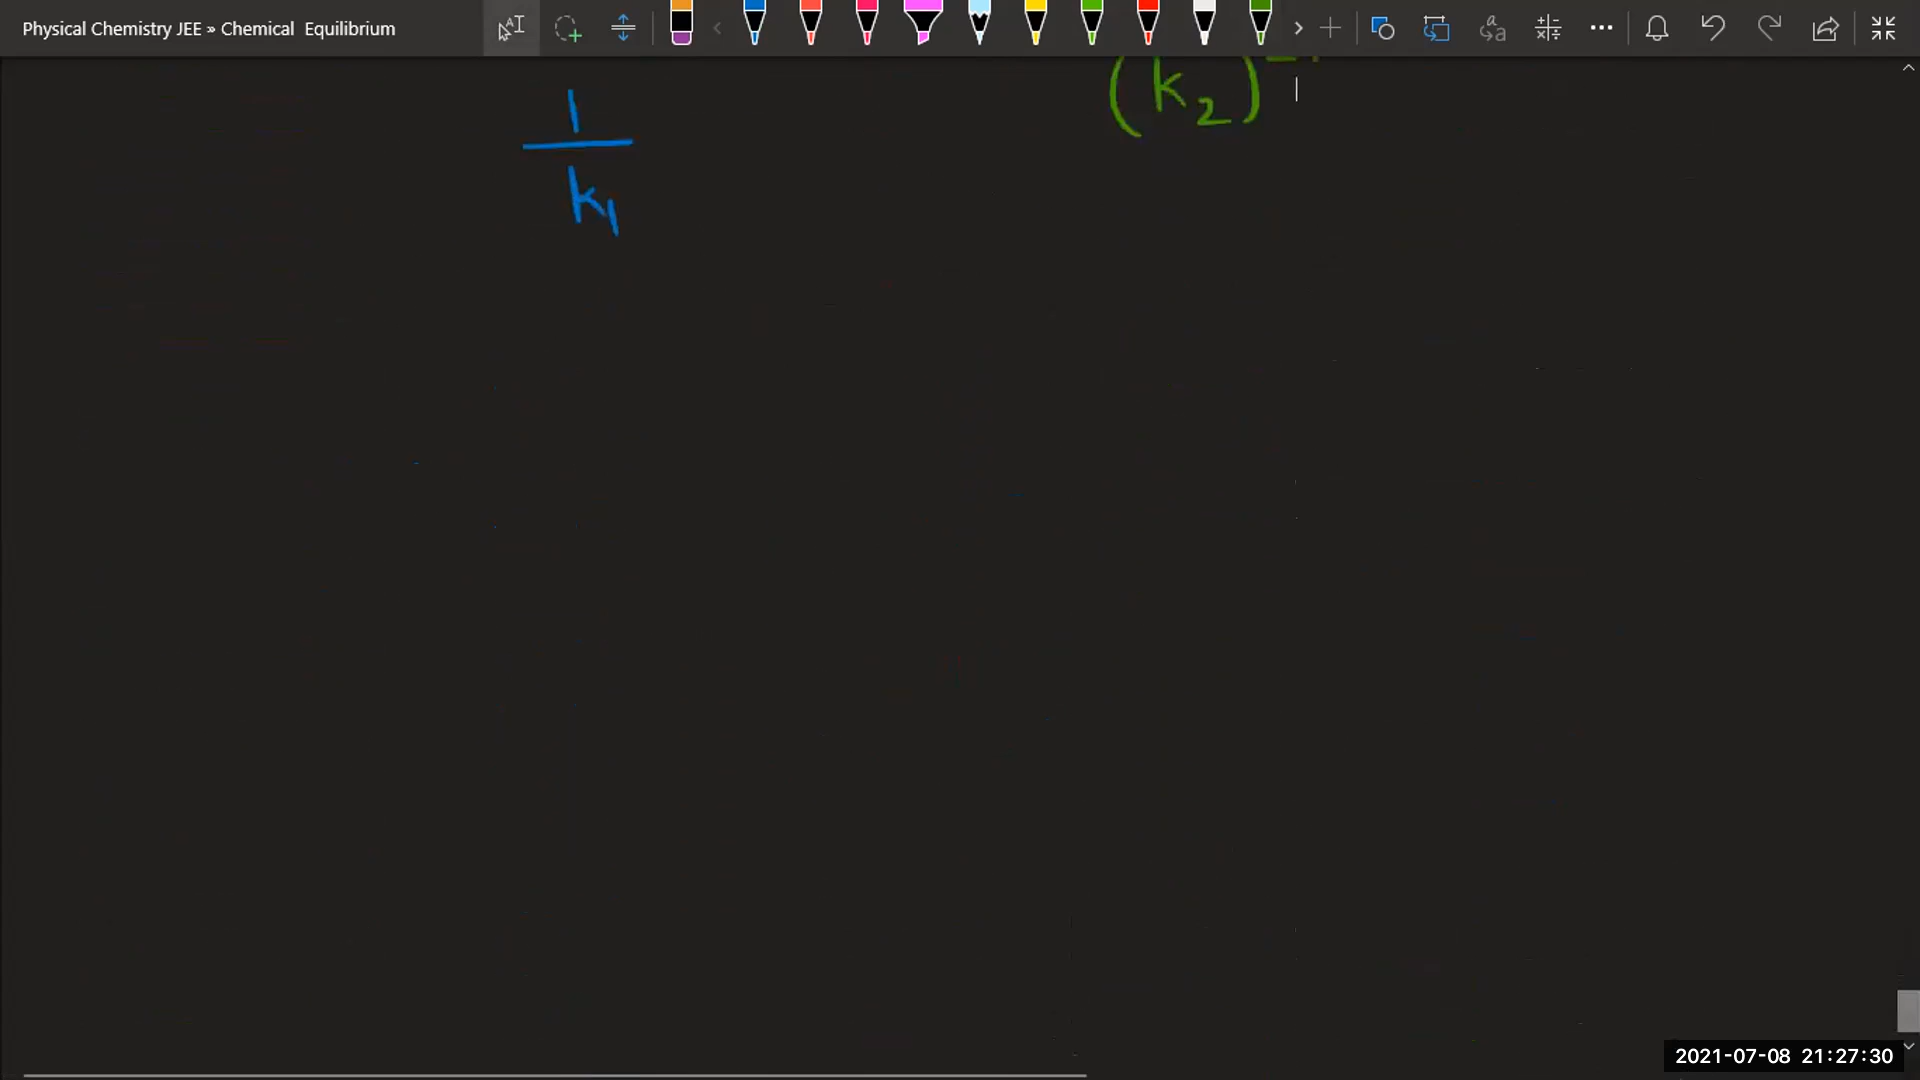 Physical Chemistry JEE » Chemical Equilibrium
(k₂)
1
k₁
2021-07-08 21:27:30